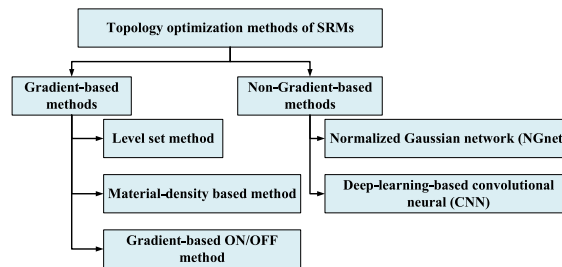 Topology optimization methods of SRMs
Gradient-based
methods
Non-Gradient-based
methods
Level set method
Normalized Gaussian network (NGnet)
Material-density based method
Deep-learning-based convolutional
neural (CNN)
Gradient-based ON/OFF
method